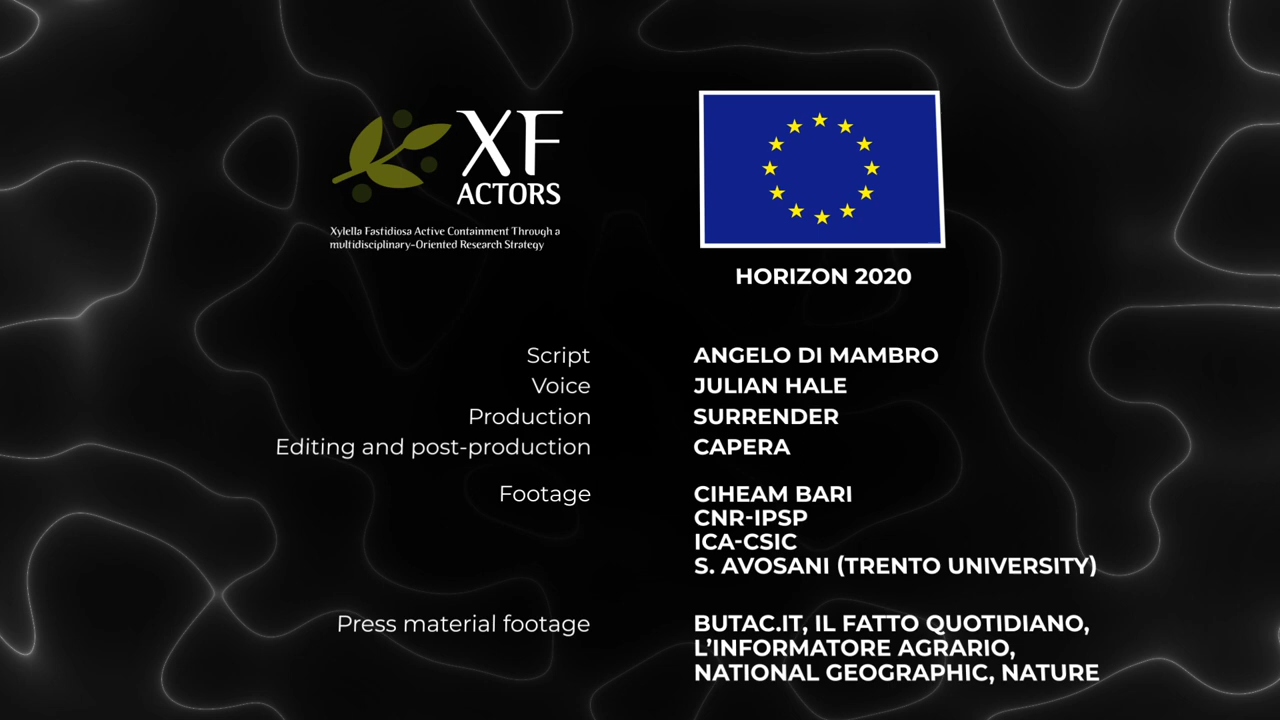 XF
ACTORS
Xylella Fastidiosa Active Containment Through a
multidisciplinary-Oriented Research Strategy
HORIZON 2020
Script ANGELO DI MAMBRO
Voice JULIAN HALE
Production SURRENDER
Editing and post-production CAPERA
Footage CIHEAM BARI
CNR-IPSP
ICA-CSIC
S. AVOSANI (TRENTO UNIVERSITY)
Press material footage BUTAC.IT, IL FATTO QUOTIDIANO,
L’INFORMATORE AGRARIO,
NATIONAL GEOGRAPHIC, NATURE